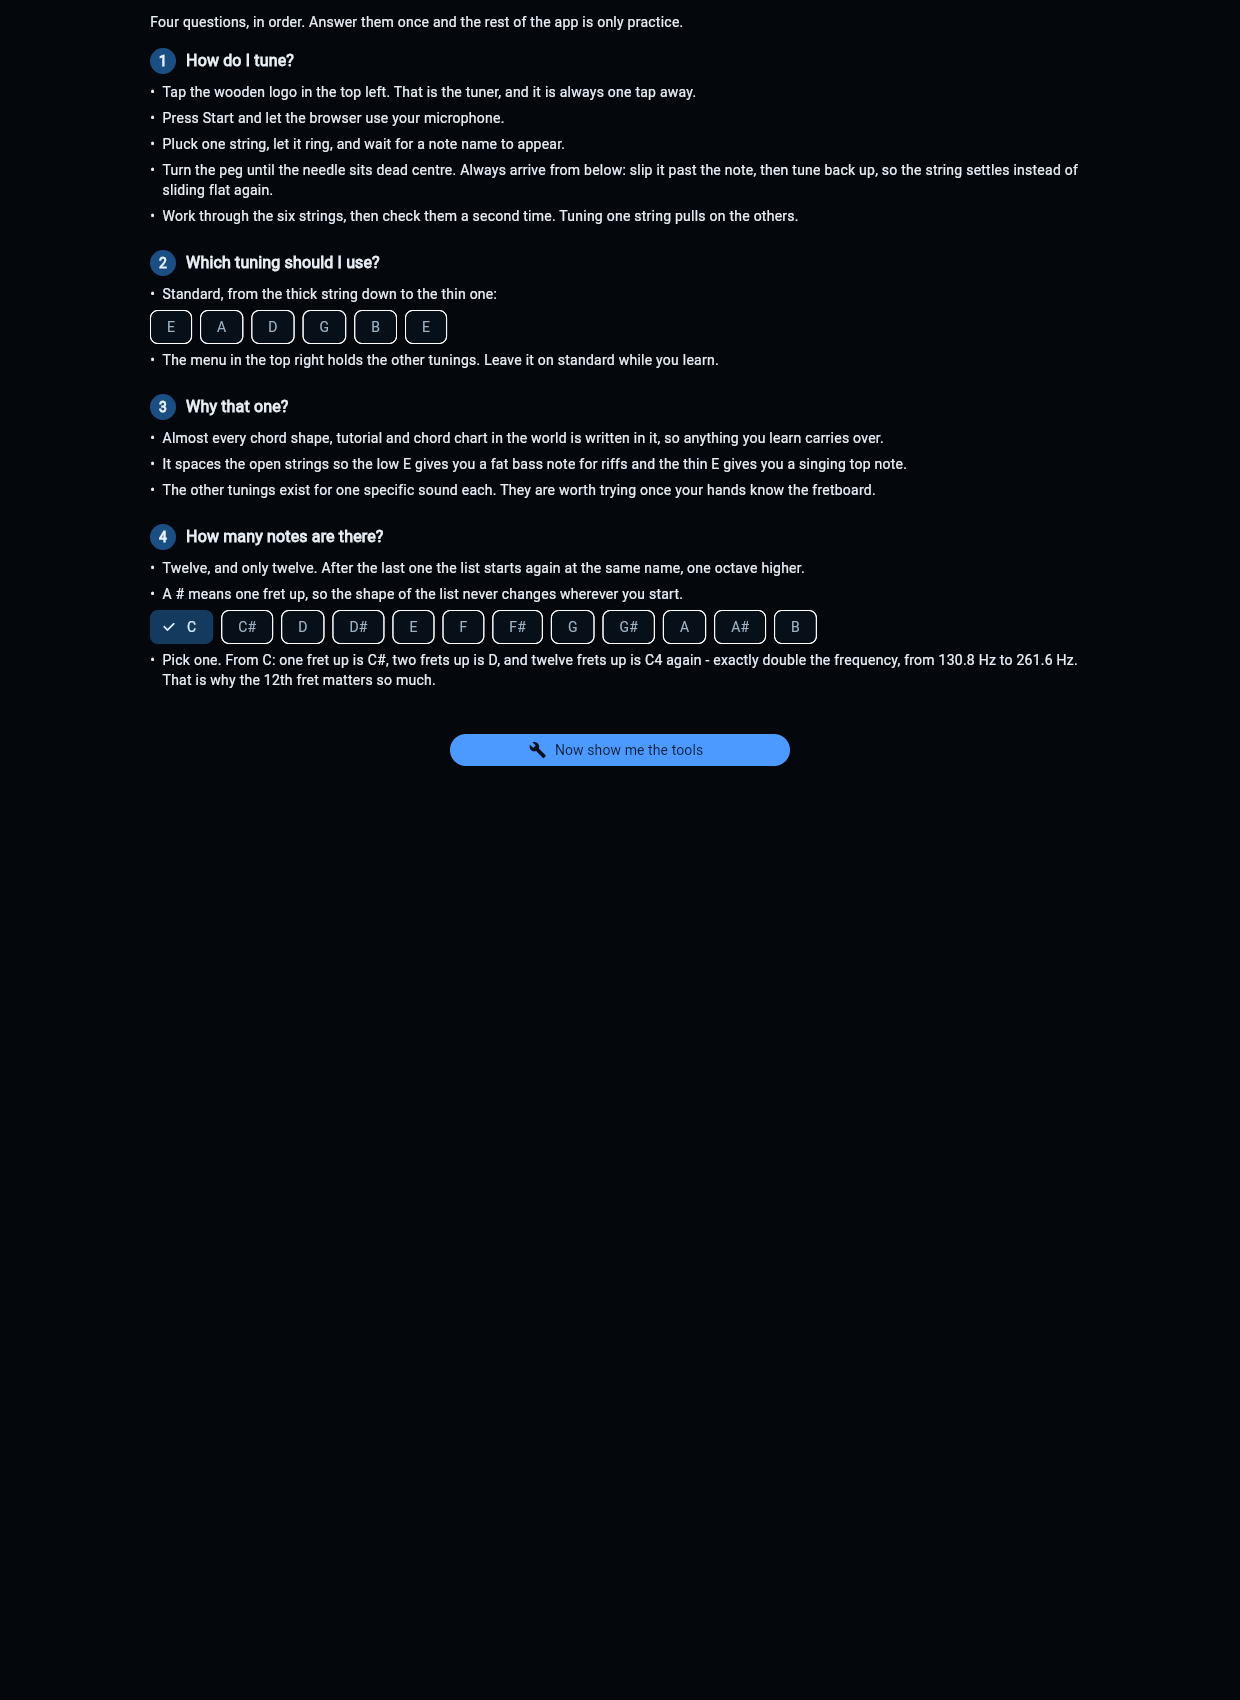 Four questions, in order. Answer them once and the rest of the app is only practice.
1 How do I tune?
• Tap the wooden logo in the top left. That is the tuner, and it is always one tap away.
• Press Start and let the browser use your microphone.
• Pluck one string, let it ring, and wait for a note name to appear.
• Turn the peg until the needle sits dead centre. Always arrive from below: slip it past the note, then tune back up, so the string settles instead of
sliding flat again.
• Work through the six strings, then check them a second time. Tuning one string pulls on the others.
2 Which tuning should I use?
• Standard, from the thick string down to the thin one:
E A D G B E
• The menu in the top right holds the other tunings. Leave it on standard while you learn.
3 Why that one?
• Almost every chord shape, tutorial and chord chart in the world is written in it, so anything you learn carries over.
• It spaces the open strings so the low E gives you a fat bass note for riffs and the thin E gives you a singing top note.
• The other tunings exist for one specific sound each. They are worth trying once your hands know the fretboard.
4 How many notes are there?
• Twelve, and only twelve. After the last one the list starts again at the same name, one octave higher.
• A # means one fret up, so the shape of the list never changes wherever you start.
C C# D D# E F F# G G# A A# B
• Pick one. From C: one fret up is C#, two frets up is D, and twelve frets up is C4 again - exactly double the frequency, from 130.8 Hz to 261.6 Hz.
That is why the 12th fret matters so much.
Now show me the tools